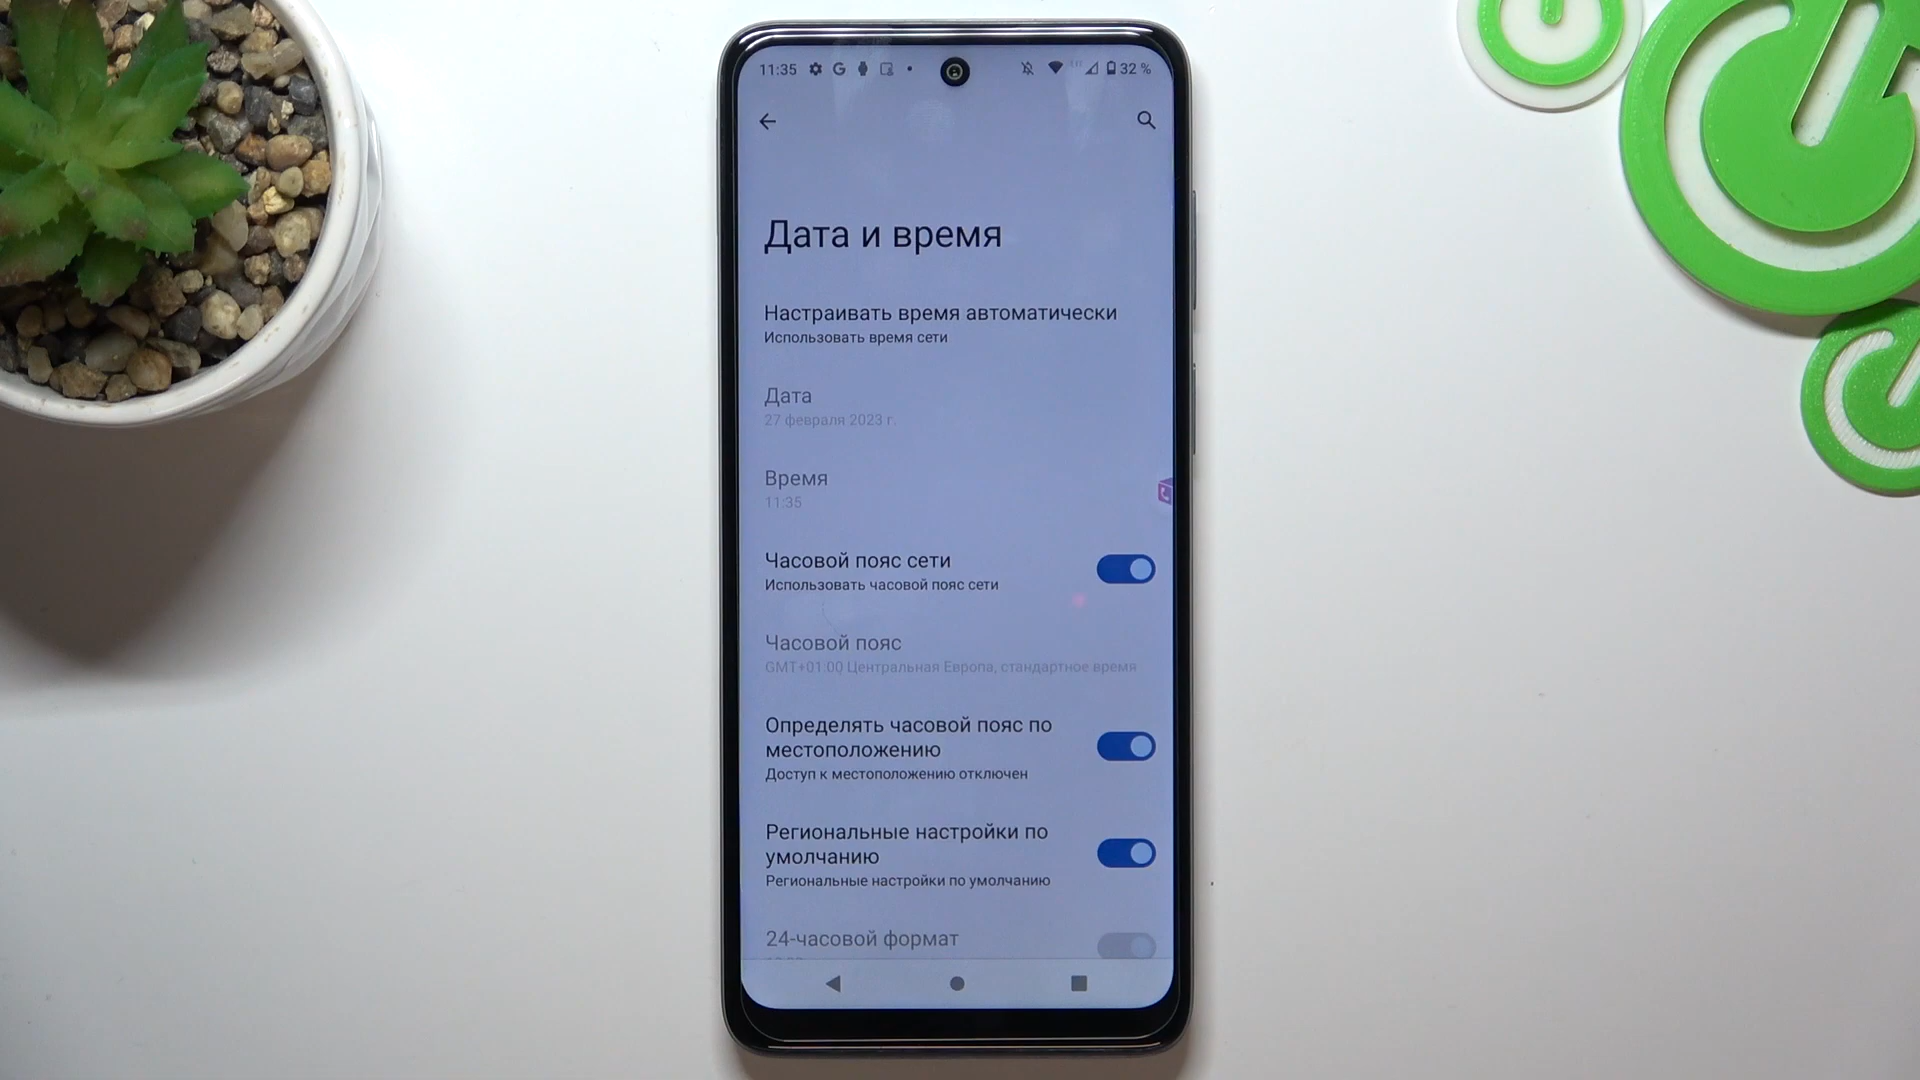 11:35
32 %
Дата и время
Настраивать время автоматически
Использовать время сети
Дата
27 февраля 2023 г.
Время
11:35
Часовой пояс сети
Использовать часовой пояс сети
Часовой пояс
GMT+01:00 Центральная Европа, стандартное время
Определять часовой пояс по
местоположению
Доступ к местоположению отключен
Региональные настройки по
умолчанию
Региональные настройки по умолчанию
24-часовой формат